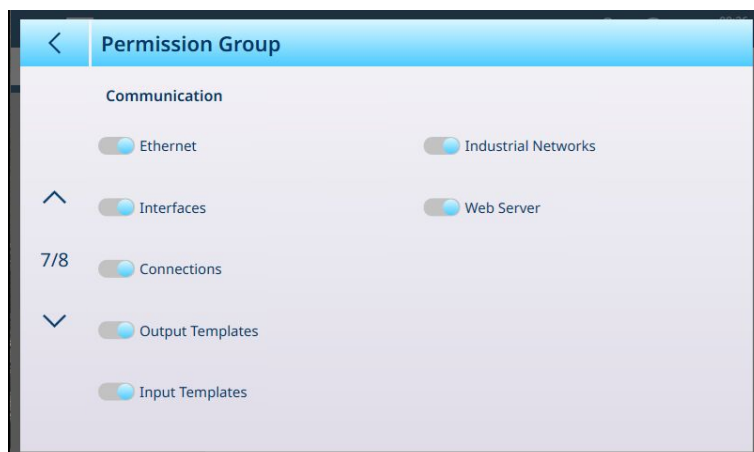 Permission Group
Communication
Ethernet
Industrial Networks
Interfaces
Web Server
7/8
Connections
Output Templates
Input Templates